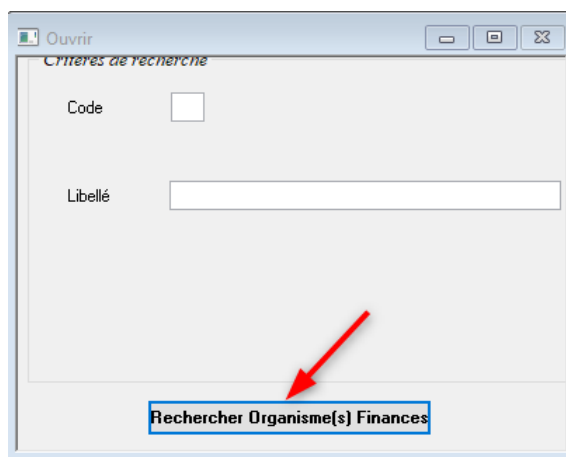 Ouvrir
Critères de recherche
Code
Libellé
Rechercher Organisme(s) Finances